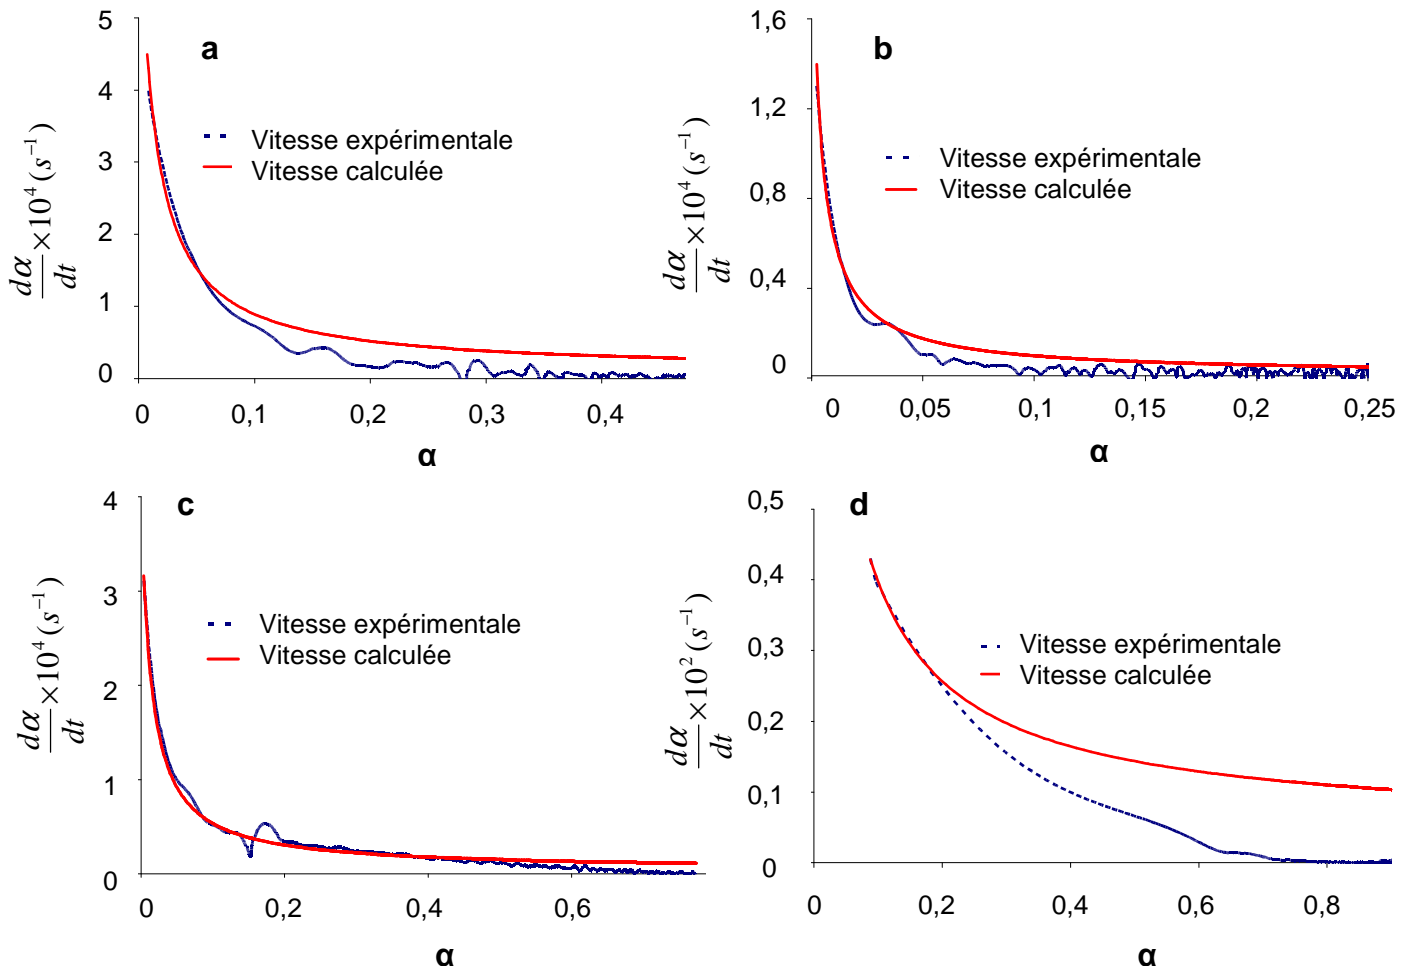 a
5
4
3
2
1
0
dα/dt ×10⁴ (s⁻¹)
Vitesse expérimentale
Vitesse calculée
0 0,1 0,2 0,3 0,4
α
b
1,6
1,2
0,8
0,4
0
dα/dt ×10⁴ (s⁻¹)
Vitesse expérimentale
Vitesse calculée
0 0,05 0,1 0,15 0,2 0,25
α
c
4
3
2
1
0
dα/dt ×10⁴ (s⁻¹)
Vitesse expérimentale
Vitesse calculée
0 0,2 0,4 0,6
α
d
0,5
0,4
0,3
0,2
0,1
0
dα/dt ×10² (s⁻¹)
Vitesse expérimentale
Vitesse calculée
0 0,2 0,4 0,6 0,8
α